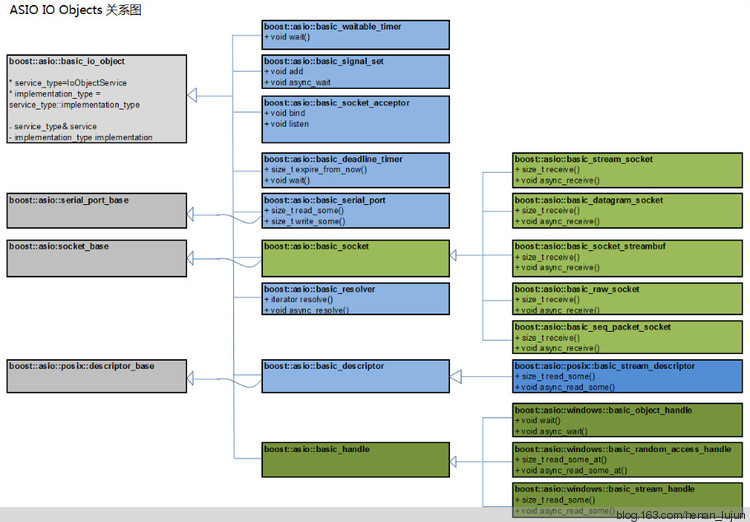 ASIO IO Objects 关系图
boost::asio::basic_io_object
* service_type=IoObjectService
* implementation_type =
service_type::implementation_type
- service_type& service
- implementation_type implementation
boost::asio::serial_port_base
boost::asio:socket_base
boost::asio::posix::descriptor_base
boost::asio::basic_waitable_timer
+ void wait()
boost::asio::basic_signal_set
+ void add
+ void async_wait
boost::asio::basic_socket_acceptor
+ void bind
+ void listen
boost::asio::basic_deadline_timer
+ size_t expire_from_now()
+ void wait()
boost::asio::basic_serial_port
+ size_t read_some()
+ size_t write_some()
boost::asio::basic_socket
boost::asio::basic_resolver
+ iterator resolve()
+ void async_resolve()
boost::asio::basic_descriptor
boost::asio::basic_handle
boost::asio::basic_stream_socket
+ size_t receive()
+ void async_receive()
boost::asio::basic_datagram_socket
+ size_t receive()
+ void async_receive()
boost::asio::basic_socket_streambuf
+ size_t receive()
+ void async_receive()
boost::asio::basic_raw_socket
+ size_t receive()
+ void async_receive()
boost::asio::basic_seq_packet_socket
+ size_t receive()
+ void async_receive()
boost::asio::posix::basic_stream_descriptor
+ size_t read_some()
+ void async_read_some()
boost::asio::windows::basic_object_handle
+ void wait()
+ void async_wait()
boost::asio::windows::basic_random_access_handle
+ size_t read_some_at()
+ void async_read_some_at()
boost::asio::windows::basic_stream_handle
+ size_t read_some()
+ void async_read_some()
blog.163.com/henan_lujun